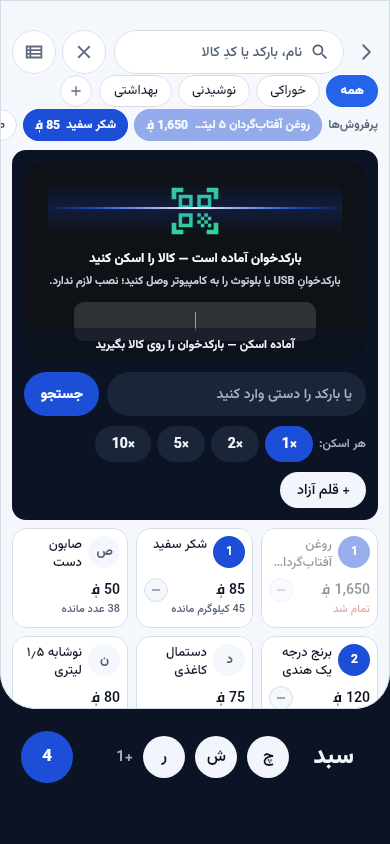 نام، بارکد یا کدِ کالا
همه
خوراکی
نوشیدنی
بهداشتی
+
پرفروش‌ها
روغن آفتاب‌گردان ۵ لیتـ... 1,650 ؋
شکر سفید 85 ؋
بارکدخوان آماده است — کالا را اسکن کنید
بارکدخوانِ USB یا بلوتوث را به کامپیوتر وصل کنید؛ نصب لازم ندارد.
آماده اسکن — بارکدخوان را روی کالا بگیرید
یا بارکد را دستی وارد کنید
جستجو
هر اسکن:
1×
2×
5×
10×
+ قلم آزاد
روغن آفتاب‌گردا...
1
1,650 ؋
تمام شد
شکر سفید
1
85 ؋
45 کیلوگرم مانده
صابون دست
ص
50 ؋
38 عدد مانده
برنج درجه یک هندی
2
120 ؋
دستمال کاغذی
د
75 ؋
نوشابه ۱٫۵ لیتری
ن
80 ؋
سبد
چ
ش
ر
+1
4